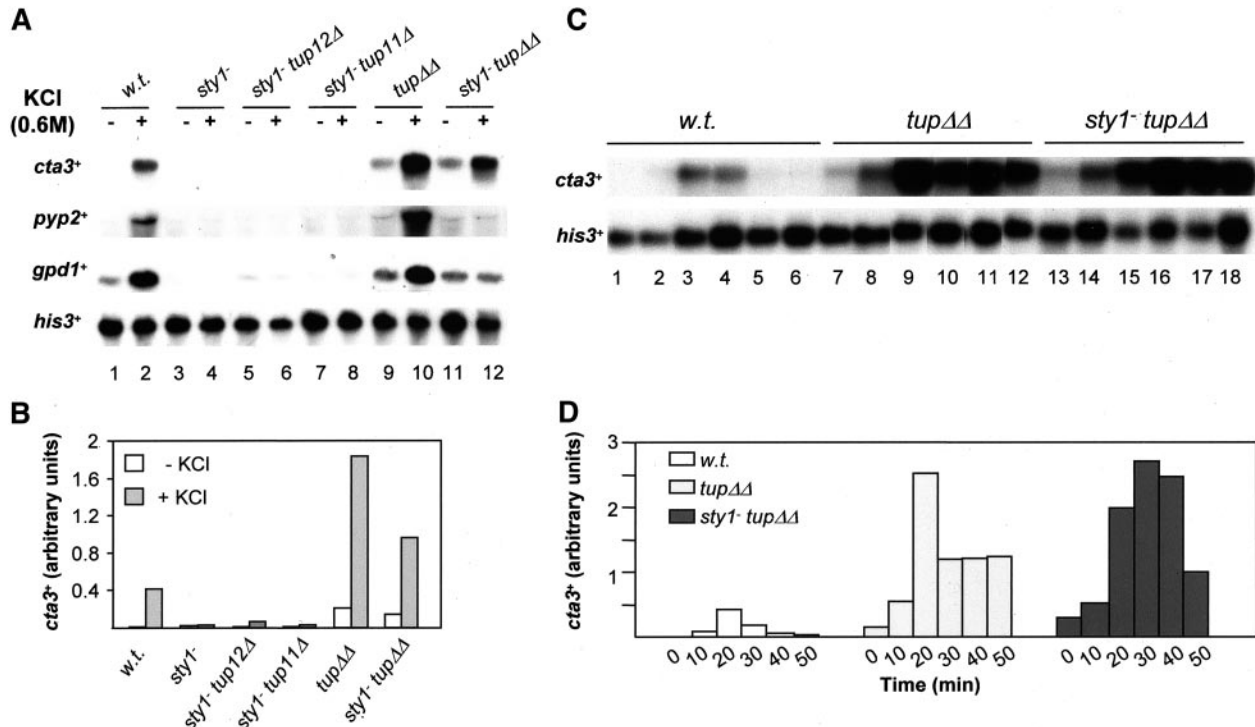 A
w.t.
sty1-
sty1- tup12Δ
sty1- tup11Δ
tupΔΔ
sty1- tupΔΔ
KCl
(0.6M)
- + - + - + - + - + - +
cta3+
pyp2+
gpd1+
his3+
1 2 3 4 5 6 7 8 9 10 11 12
B
cta3+ (arbitrary units)
2
1.6
1.2
0.8
0.4
- KCl
+ KCl
w.t.
sty1-
sty1- tup12Δ
sty1- tup11Δ
tupΔΔ
sty1- tupΔΔ
C
w.t. tupΔΔ sty1- tupΔΔ
cta3+
his3+
1 2 3 4 5 6 7 8 9 10 11 12 13 14 15 16 17 18
D
cta3+ (arbitrary units)
3
2
1
w.t.
tupΔΔ
sty1- tupΔΔ
0 10 20 30 40 50 0 10 20 30 40 50 0 10 20 30 40 50
Time (min)